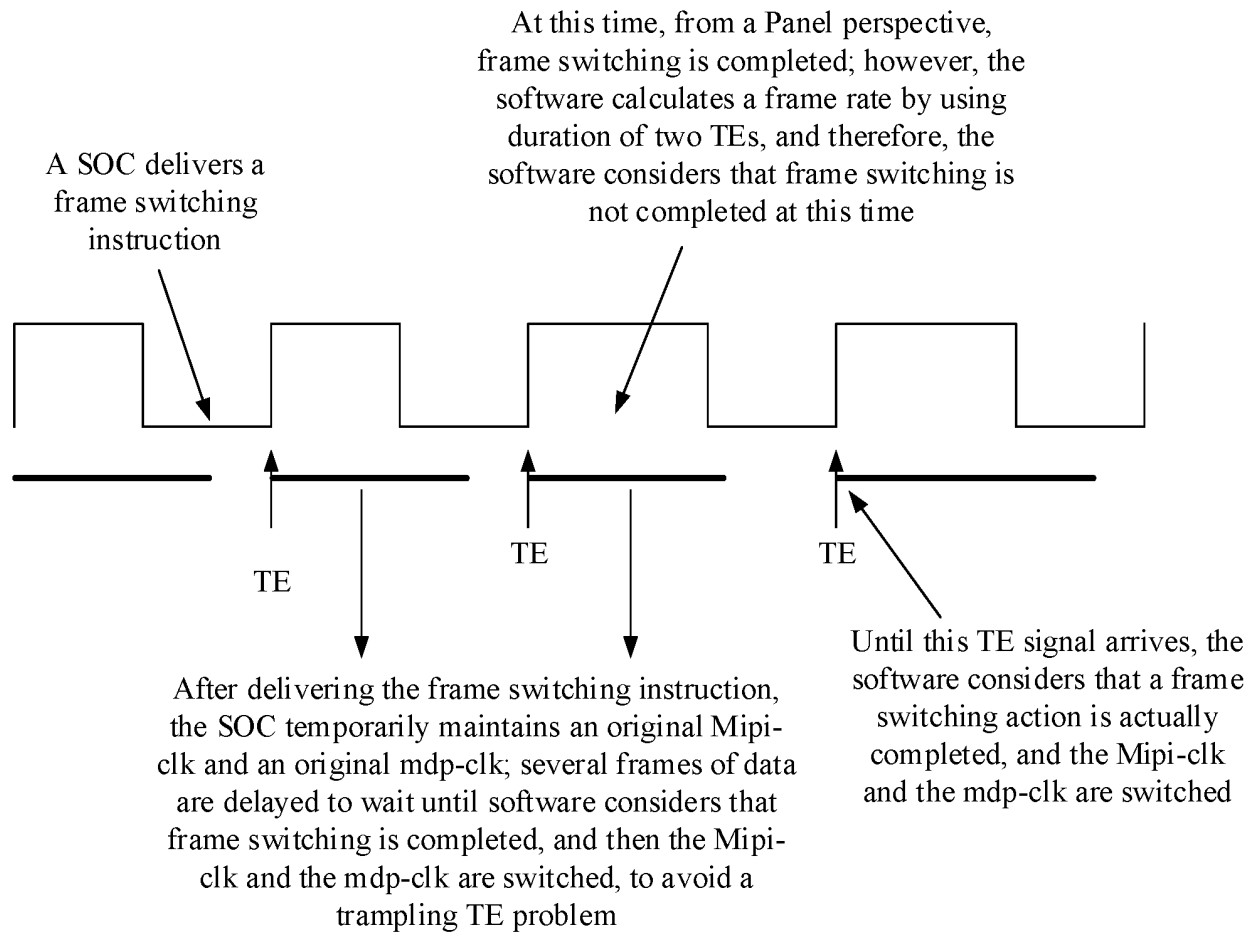 At this time, from a Panel perspective,
frame switching is completed; however, the
software calculates a frame rate by using
duration of two TEs, and therefore, the
software considers that frame switching is
not completed at this time
A SOC delivers a
frame switching
instruction
TE
TE
TE
After delivering the frame switching instruction,
the SOC temporarily maintains an original Mipi-
clk and an original mdp-clk; several frames of data
are delayed to wait until software considers that
frame switching is completed, and then the Mipi-
clk and the mdp-clk are switched, to avoid a
trampling TE problem
Until this TE signal arrives, the
software considers that a frame
switching action is actually
completed, and the Mipi-clk
and the mdp-clk are switched